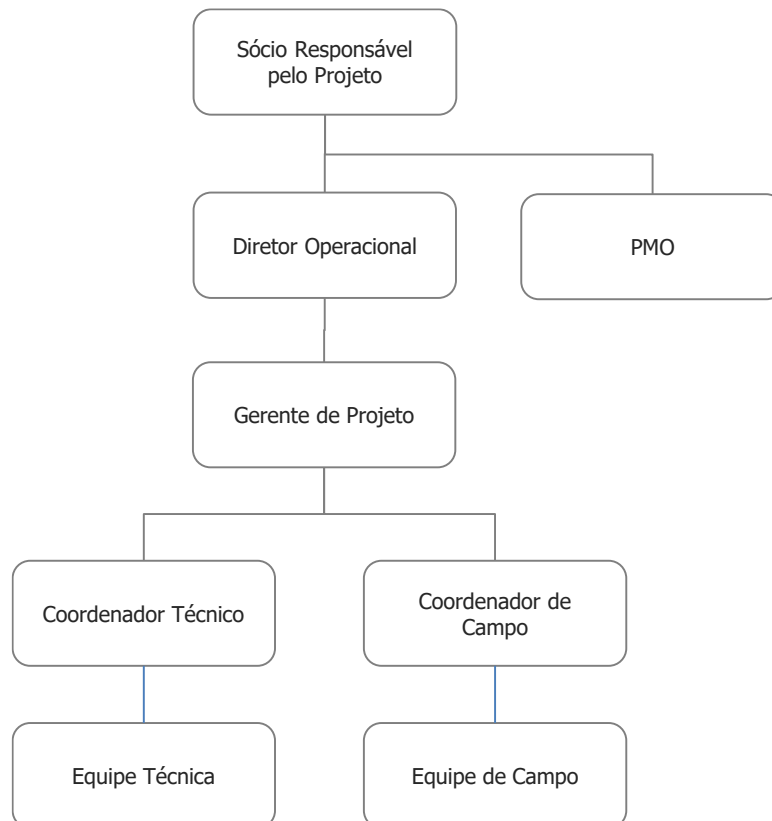 Sócio Responsável
pelo Projeto
Diretor Operacional
PMO
Gerente de Projeto
Coordenador Técnico
Coordenador de
Campo
Equipe Técnica
Equipe de Campo